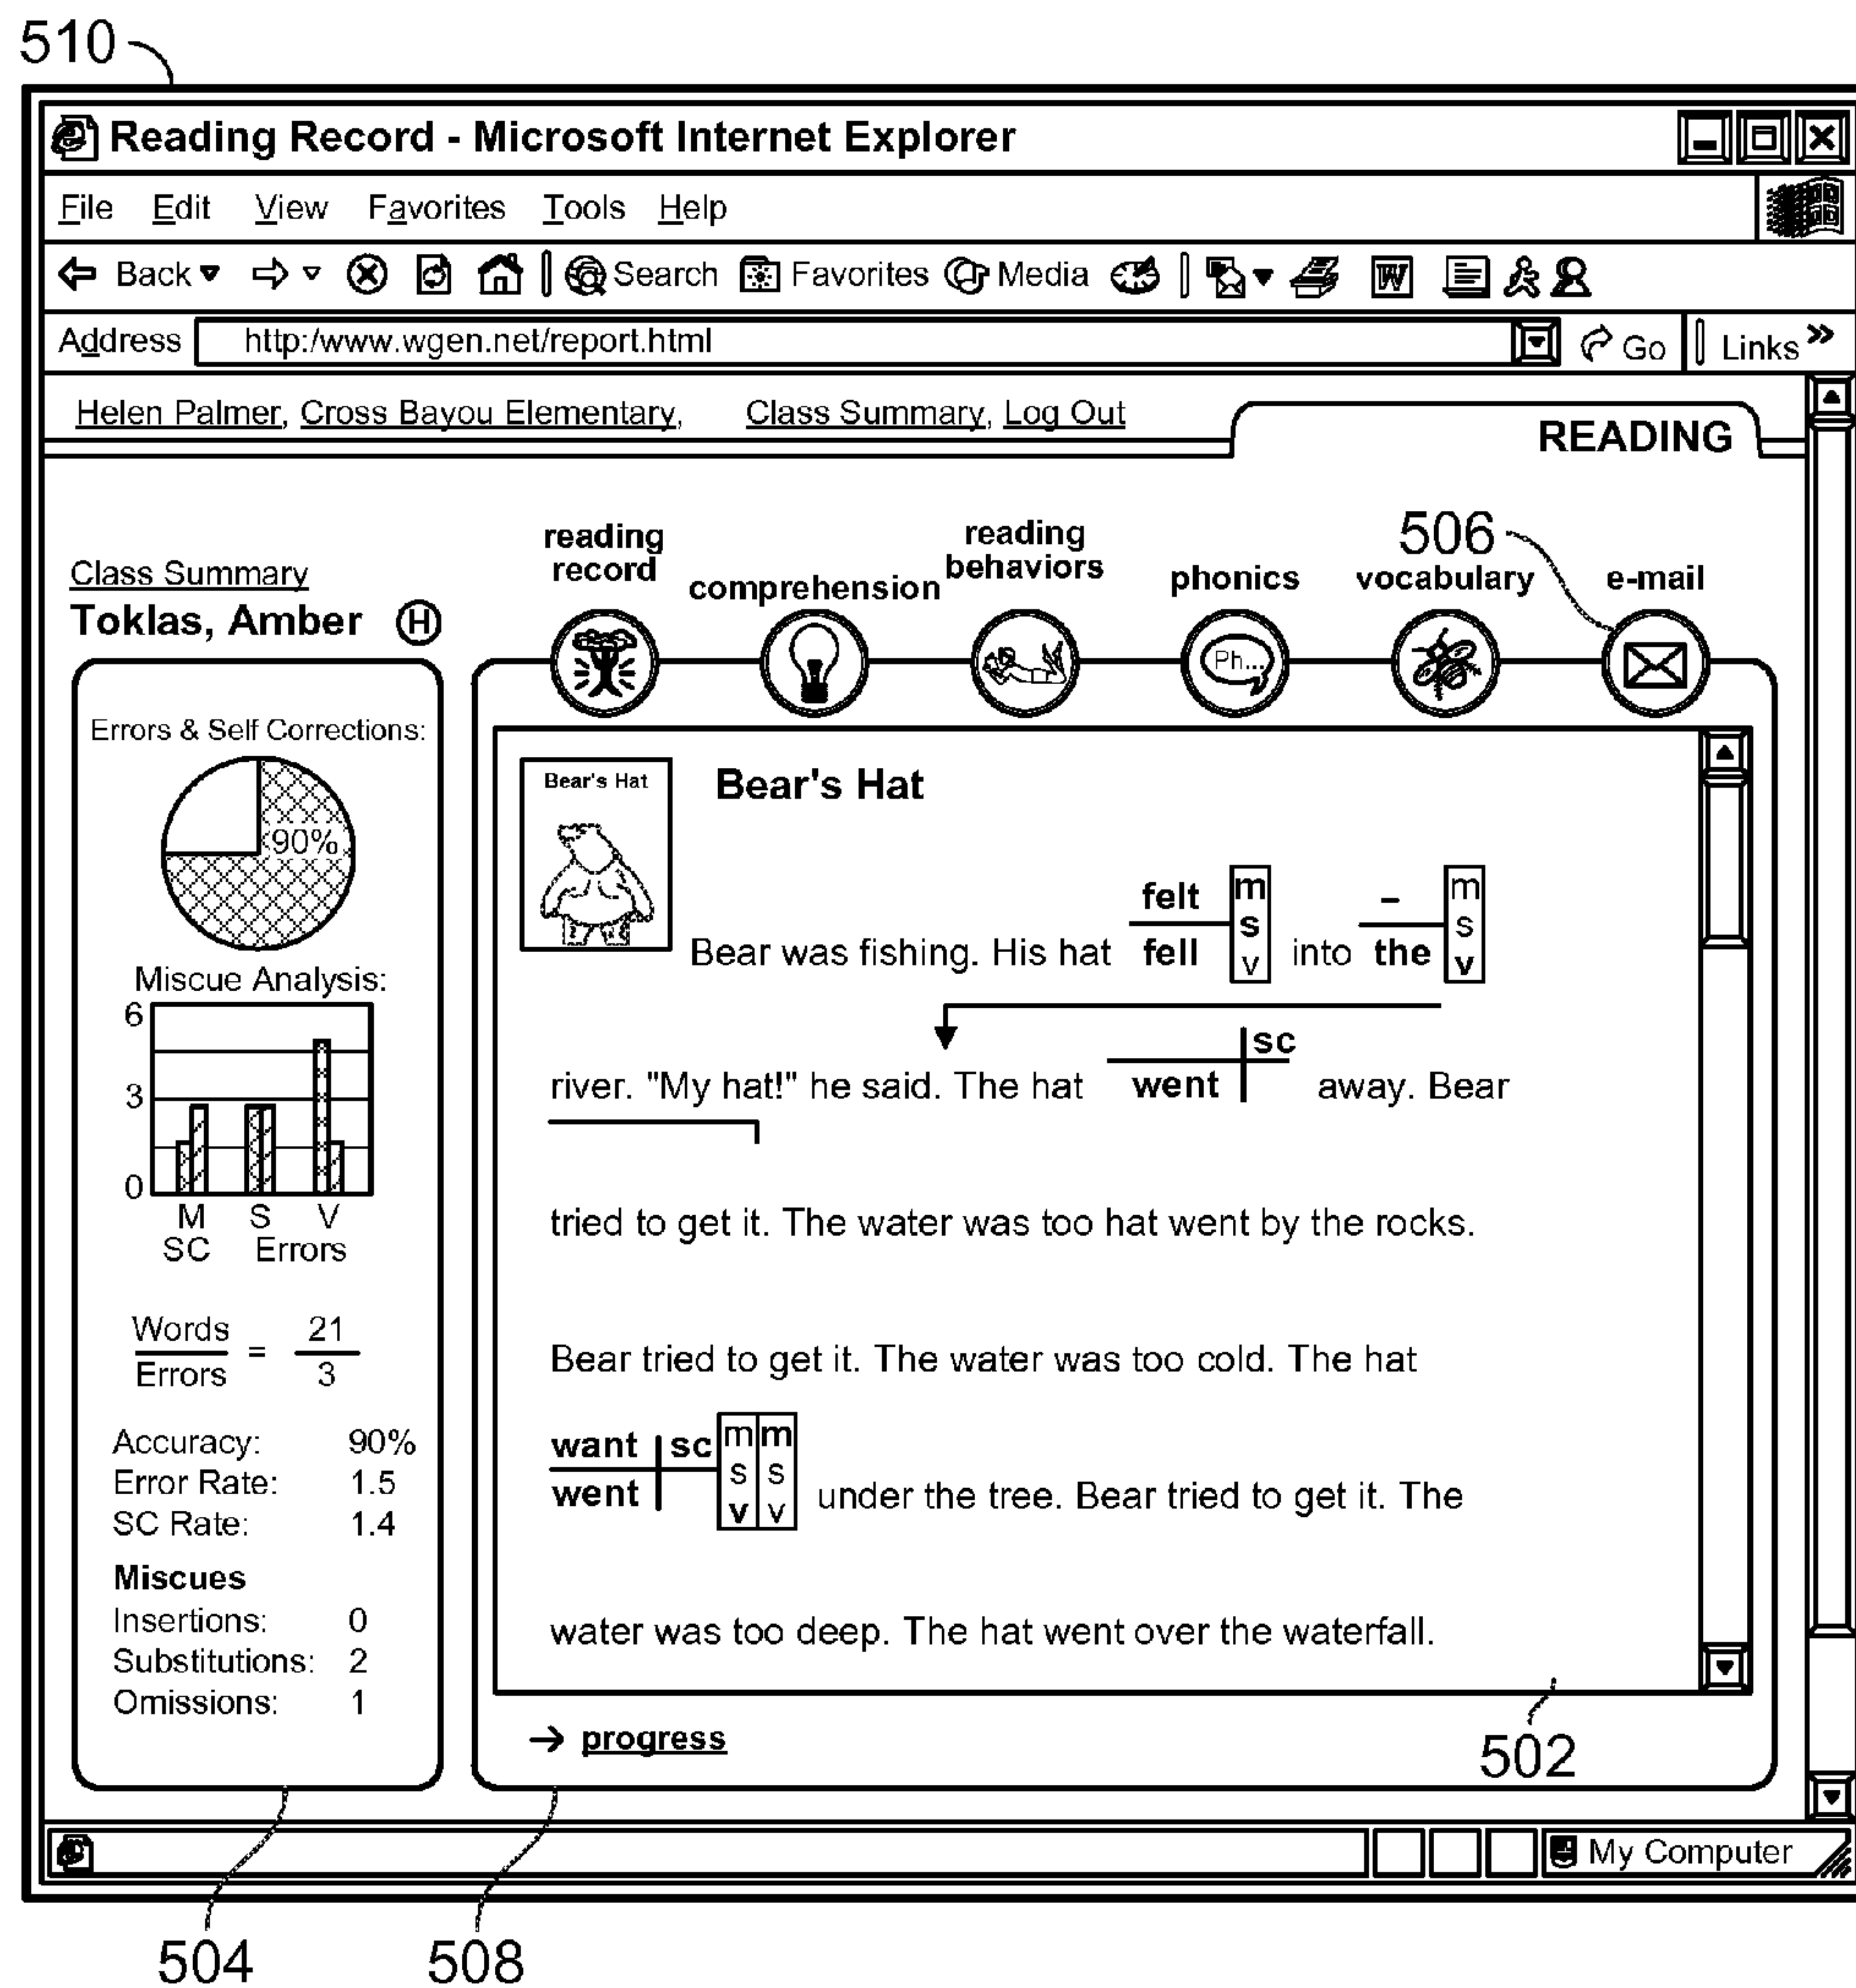 510
Reading Record - Microsoft Internet Explorer
File Edit View Favorites Tools Help
Back Search Favorites Media W
Address http:/www.wgen.net/report.html Go Links »
Helen Palmer, Cross Bayou Elementary, Class Summary, Log Out
READING
Class Summary
Toklas, Amber H
reading record
comprehension
reading behaviors
phonics
506
vocabulary
e-mail
Ph...
Errors & Self Corrections:
90%
Miscue Analysis:
6
3
0
M S V
SC Errors
Words = 21
Errors 3
Accuracy: 90%
Error Rate: 1.5
SC Rate: 1.4
Miscues
Insertions: 0
Substitutions: 2
Omissions: 1
Bear's Hat
Bear's Hat
felt m – m
s s
Bear was fishing. His hat fell v into the v
sc
river. "My hat!" he said. The hat went away. Bear
tried to get it. The water was too hat went by the rocks.
Bear tried to get it. The water was too cold. The hat
want sc m m
s s
went v v under the tree. Bear tried to get it. The
water was too deep. The hat went over the waterfall.
→ progress
502
My Computer
504
508